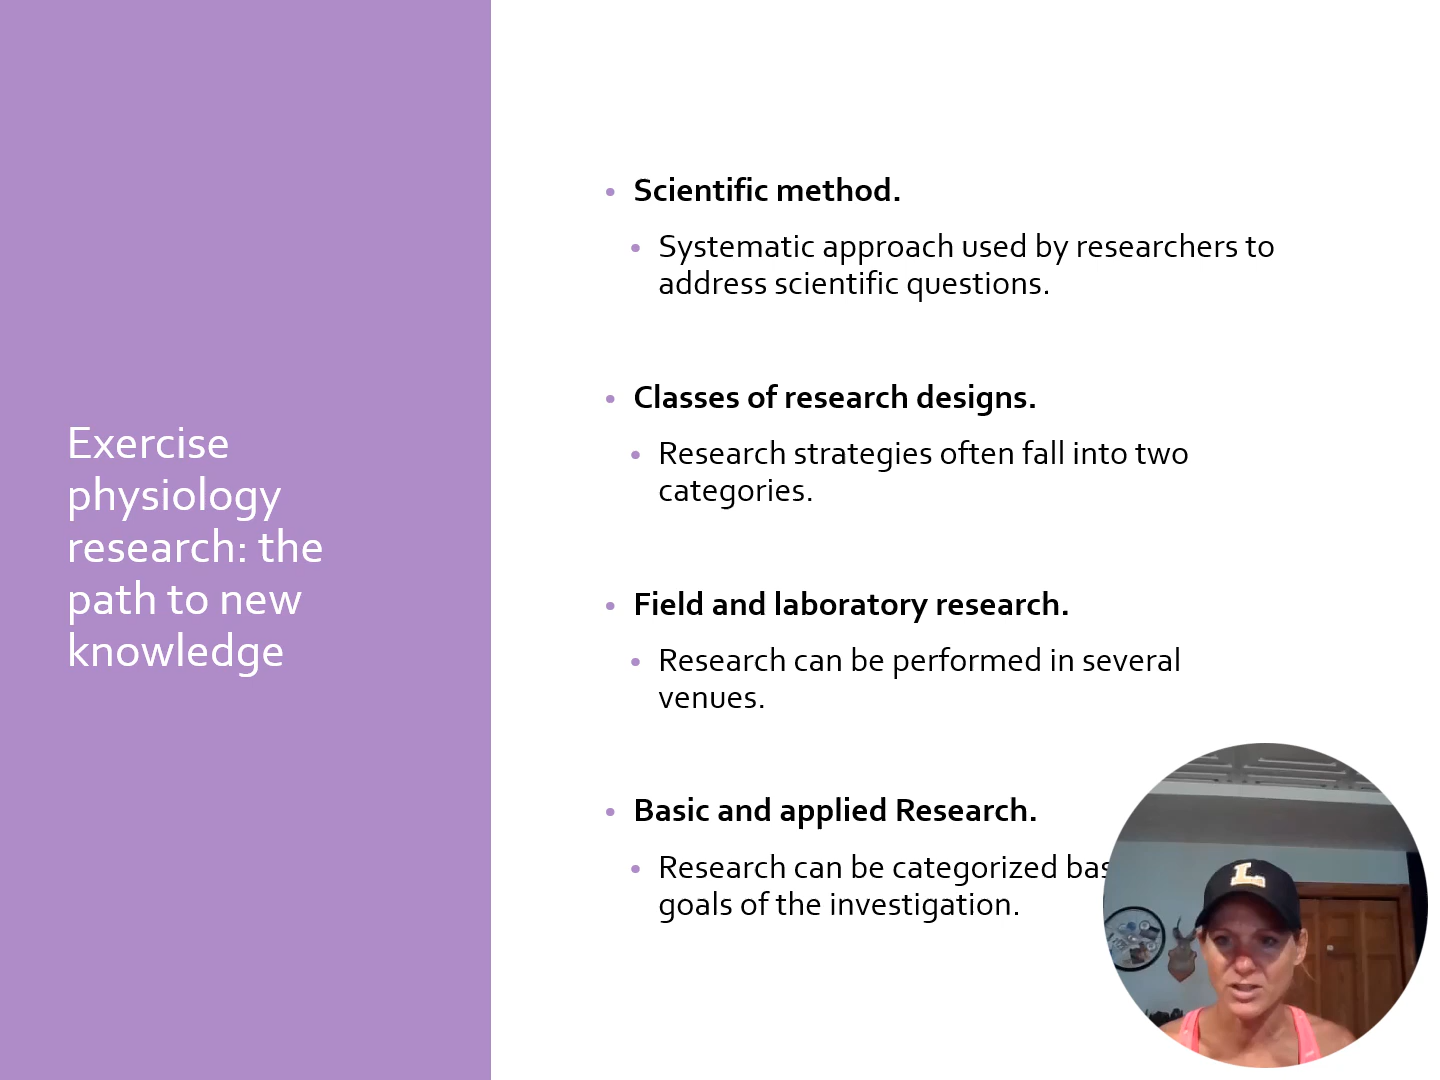 Exercise
physiology
research: the
path to new
knowledge
Scientific method.
Systematic approach used by researchers to
address scientific questions.
Classes of research designs.
Research strategies often fall into two
categories.
Field and laboratory research.
Research can be performed in several
venues.
Basic and applied Research.
Research can be categorized
goals of the investigation.
L